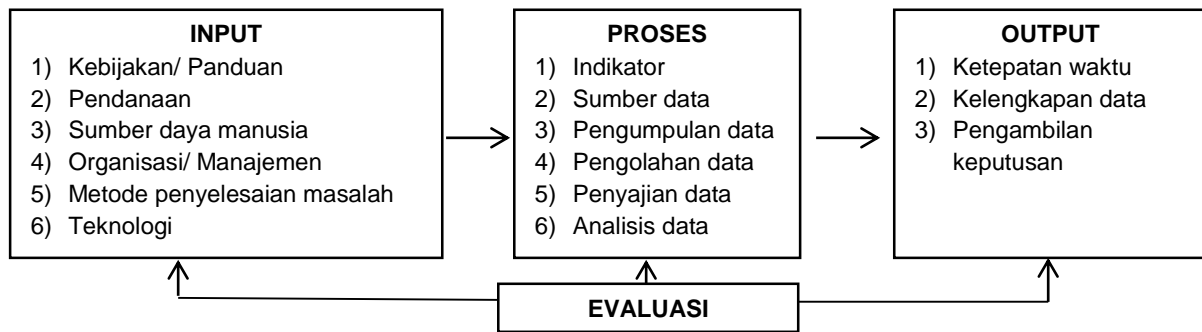 INPUT
1) Kebijakan/ Panduan
2) Pendanaan
3) Sumber daya manusia
4) Organisasi/ Manajemen
5) Metode penyelesaian masalah
6) Teknologi
PROSES
1) Indikator
2) Sumber data
3) Pengumpulan data
4) Pengolahan data
5) Penyajian data
6) Analisis data
OUTPUT
1) Ketepatan waktu
2) Kelengkapan data
3) Pengambilan
keputusan
EVALUASI